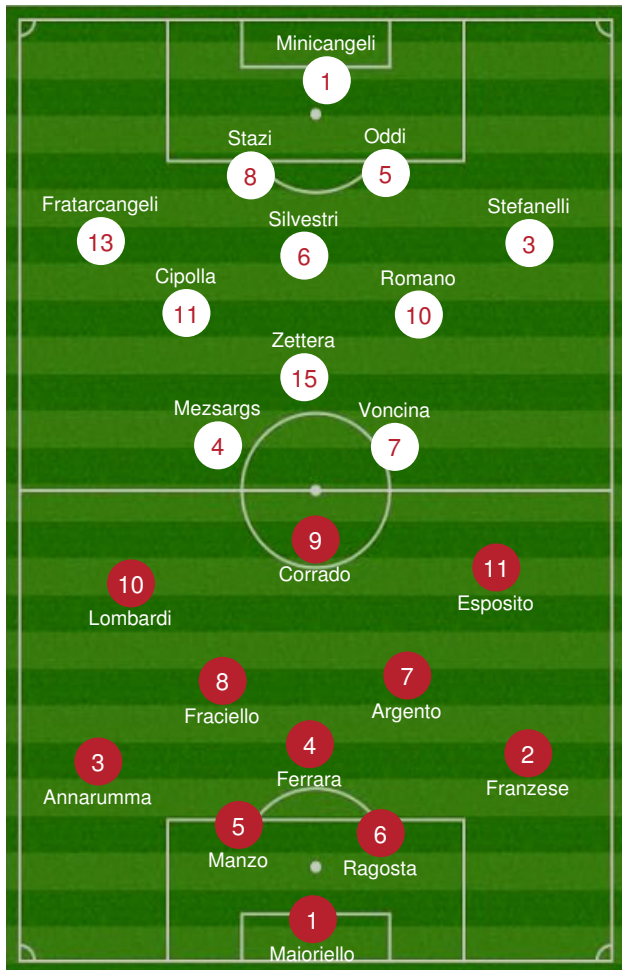 Minicangeli
1
Stazi
8
Oddi
5
Fratarcangeli
13
Silvestri
6
Stefanelli
3
Cipolla
11
Romano
10
Zettera
15
Mezsargs
4
Voncina
7
9
Corrado
10
Lombardi
11
Esposito
8
Fraciello
7
Argento
3
Annarumma
4
Ferrara
2
Franzese
5
Manzo
6
Ragosta
1
Maioriello